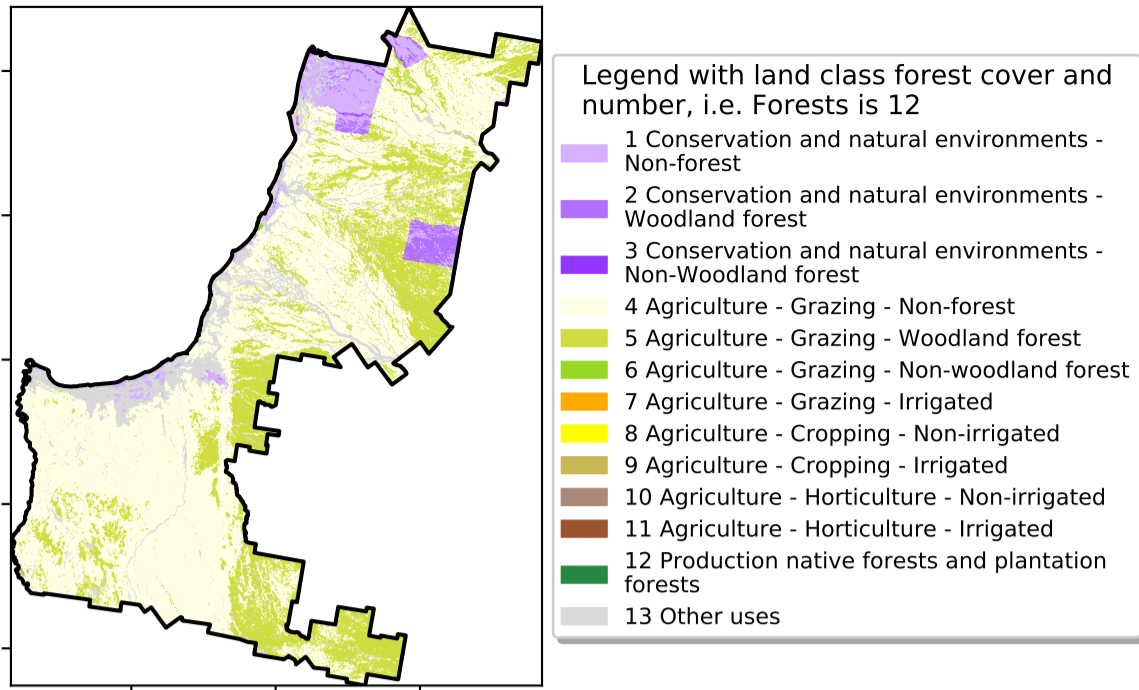 Legend with land class forest cover and
number, i.e. Forests is 12
1 Conservation and natural environments -
Non-forest
2 Conservation and natural environments -
Woodland forest
3 Conservation and natural environments -
Non-Woodland forest
4 Agriculture - Grazing - Non-forest
5 Agriculture - Grazing - Woodland forest
6 Agriculture - Grazing - Non-woodland forest
7 Agriculture - Grazing - Irrigated
8 Agriculture - Cropping - Non-irrigated
9 Agriculture - Cropping - Irrigated
10 Agriculture - Horticulture - Non-irrigated
11 Agriculture - Horticulture - Irrigated
12 Production native forests and plantation
forests
13 Other uses